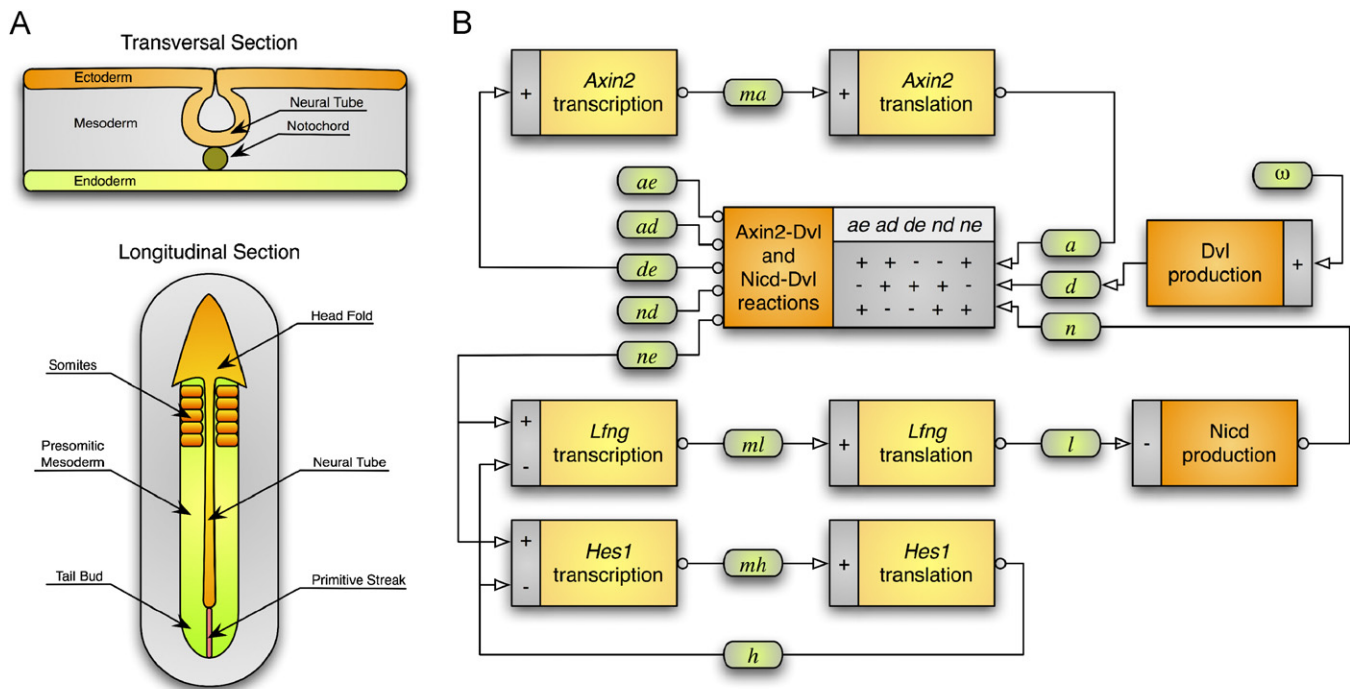 A
Transversal Section
Ectoderm
Neural Tube
Mesoderm
Notochord
Endoderm
Longitudinal Section
Head Fold
Somites
Presomitic
Mesoderm
Neural Tube
Tail Bud
Primitive Streak
B
+
Axin2
transcription
ma
+
Axin2
translation
ae
ad
de
nd
ne
Axin2-Dvl
and
Nicd-Dvl
reactions
ae ad de nd ne
+ + - - +
- + + + -
+ - - + +
a
d
n
ω
Dvl
production
+
+
-
Lfng
transcription
ml
+
Lfng
translation
l
-
Nicd
production
+
-
Hes1
transcription
mh
+
Hes1
translation
h